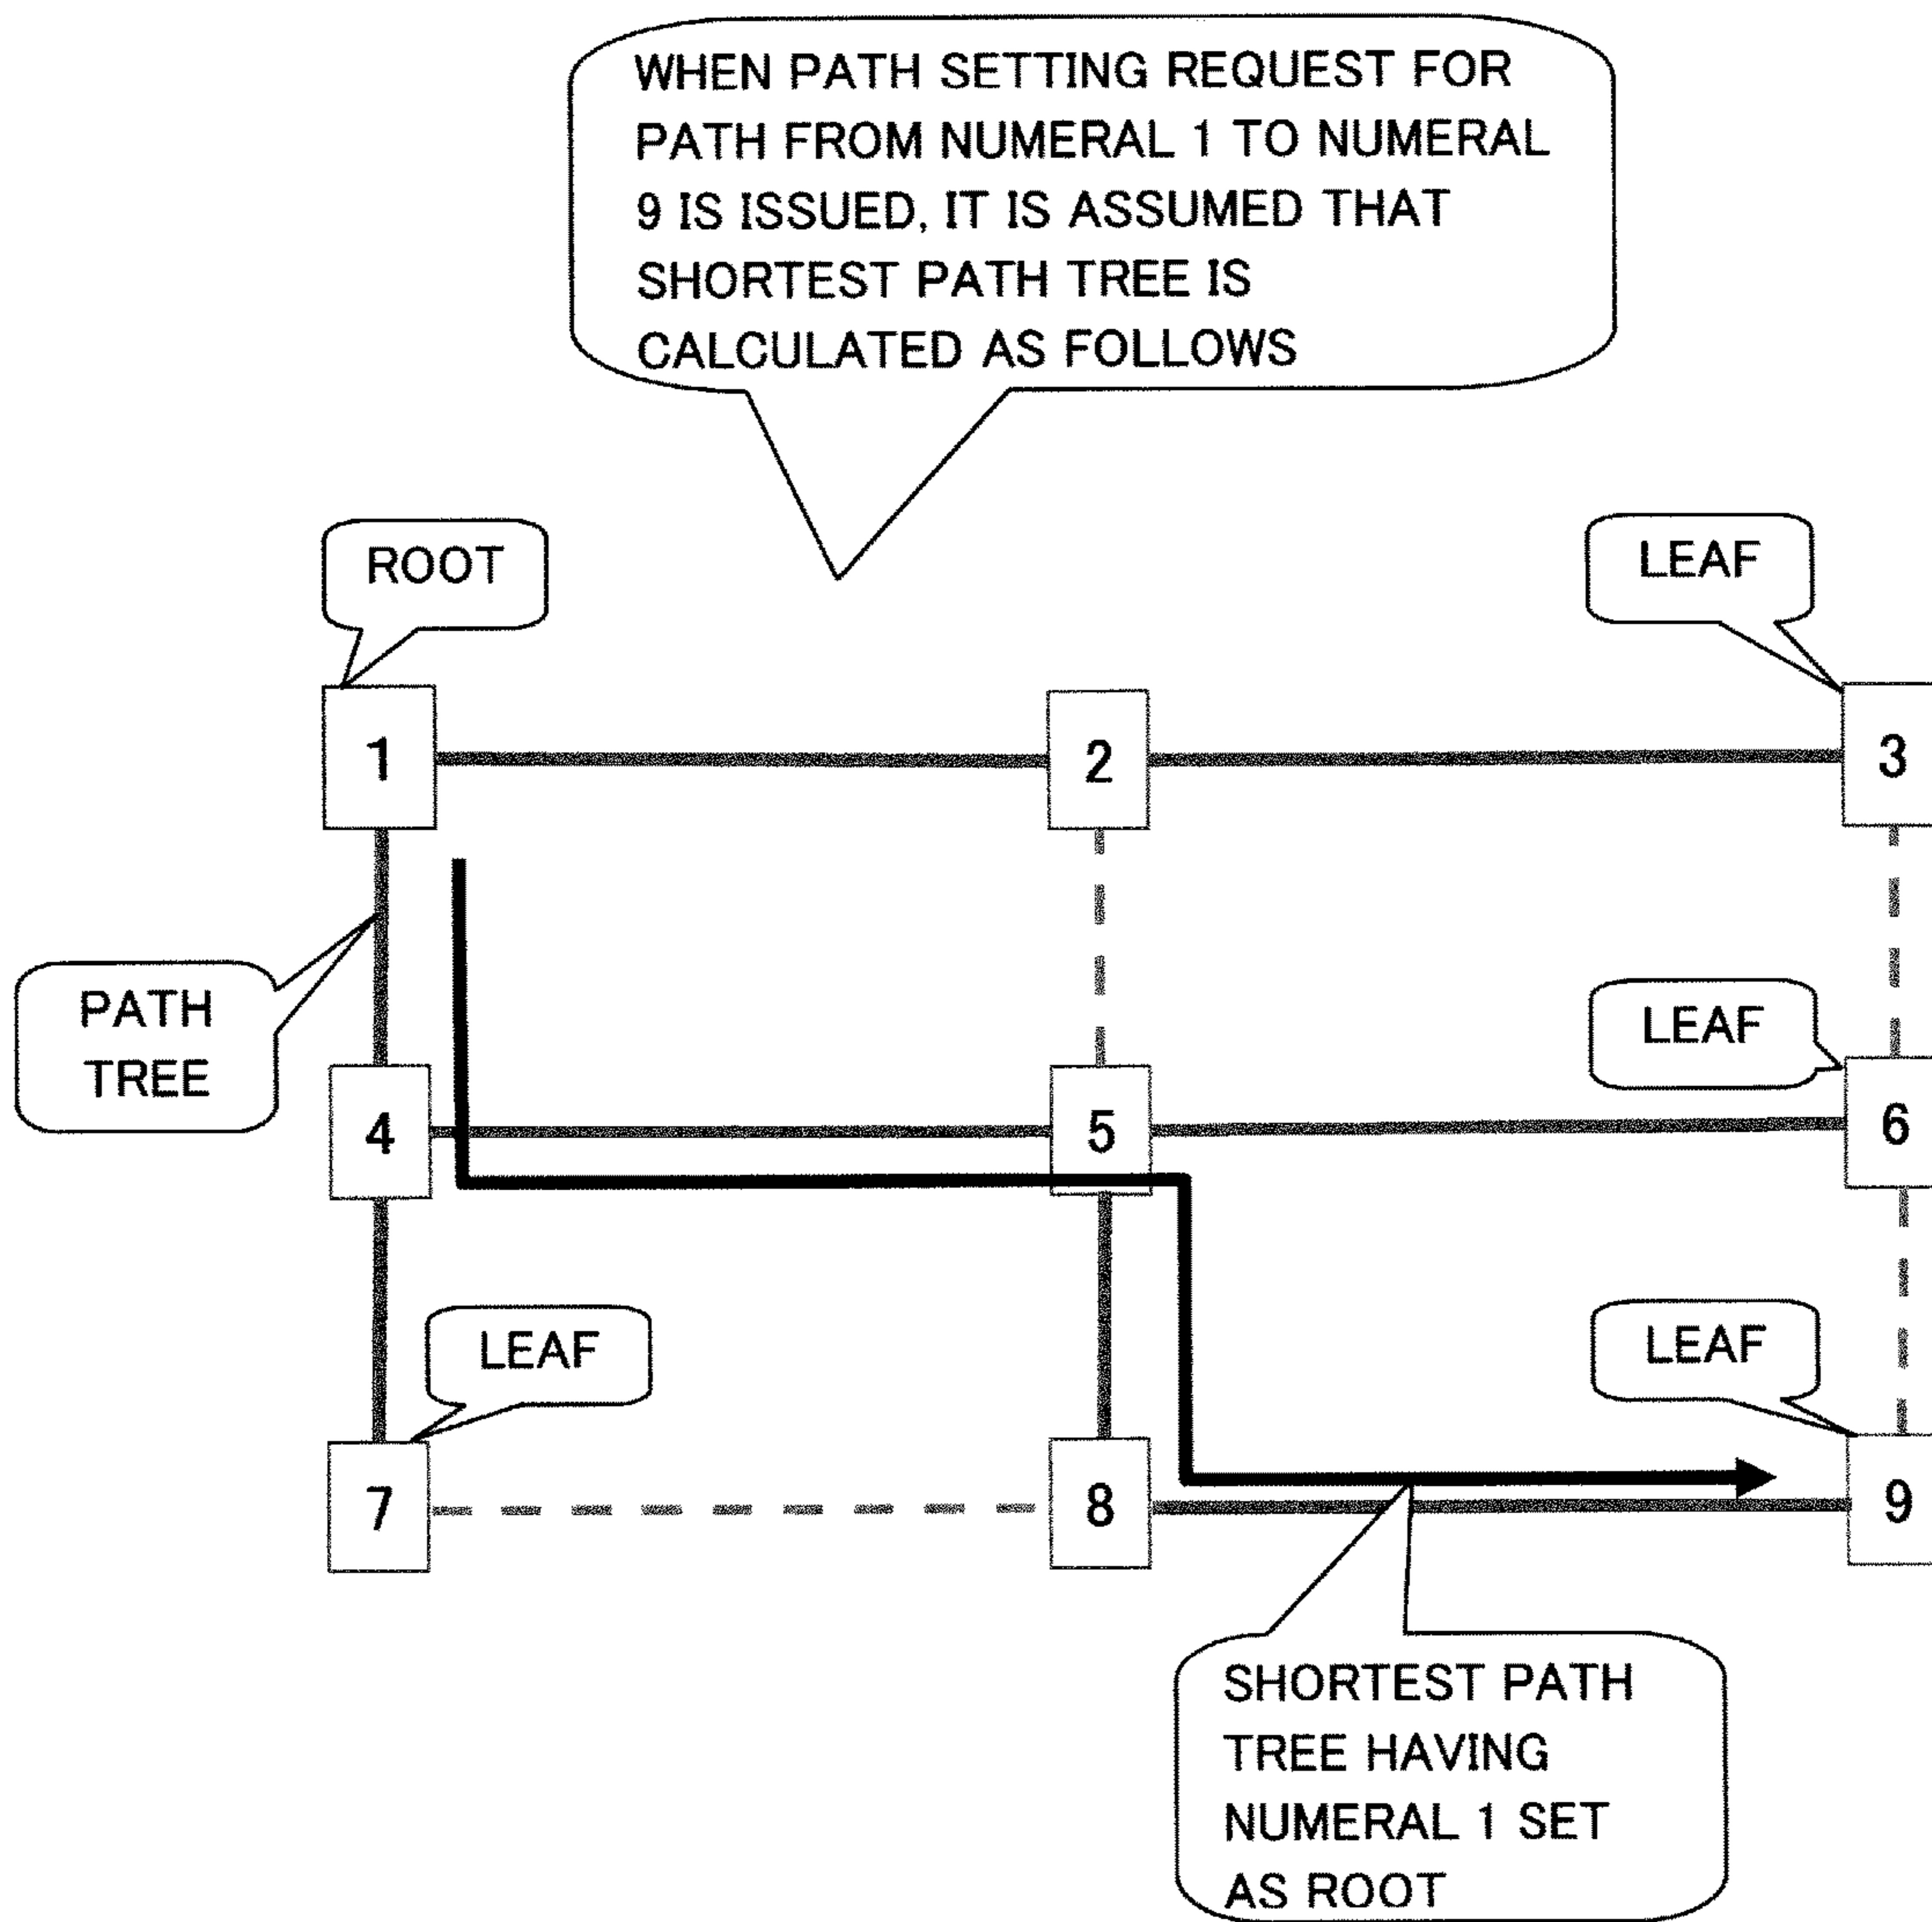 WHEN PATH SETTING REQUEST FOR
PATH FROM NUMERAL 1 TO NUMERAL
9 IS ISSUED, IT IS ASSUMED THAT
SHORTEST PATH TREE IS
CALCULATED AS FOLLOWS
ROOT
LEAF
1
2
3
PATH
TREE
LEAF
4
5
6
LEAF
LEAF
7
8
9
SHORTEST PATH
TREE HAVING
NUMERAL 1 SET
AS ROOT